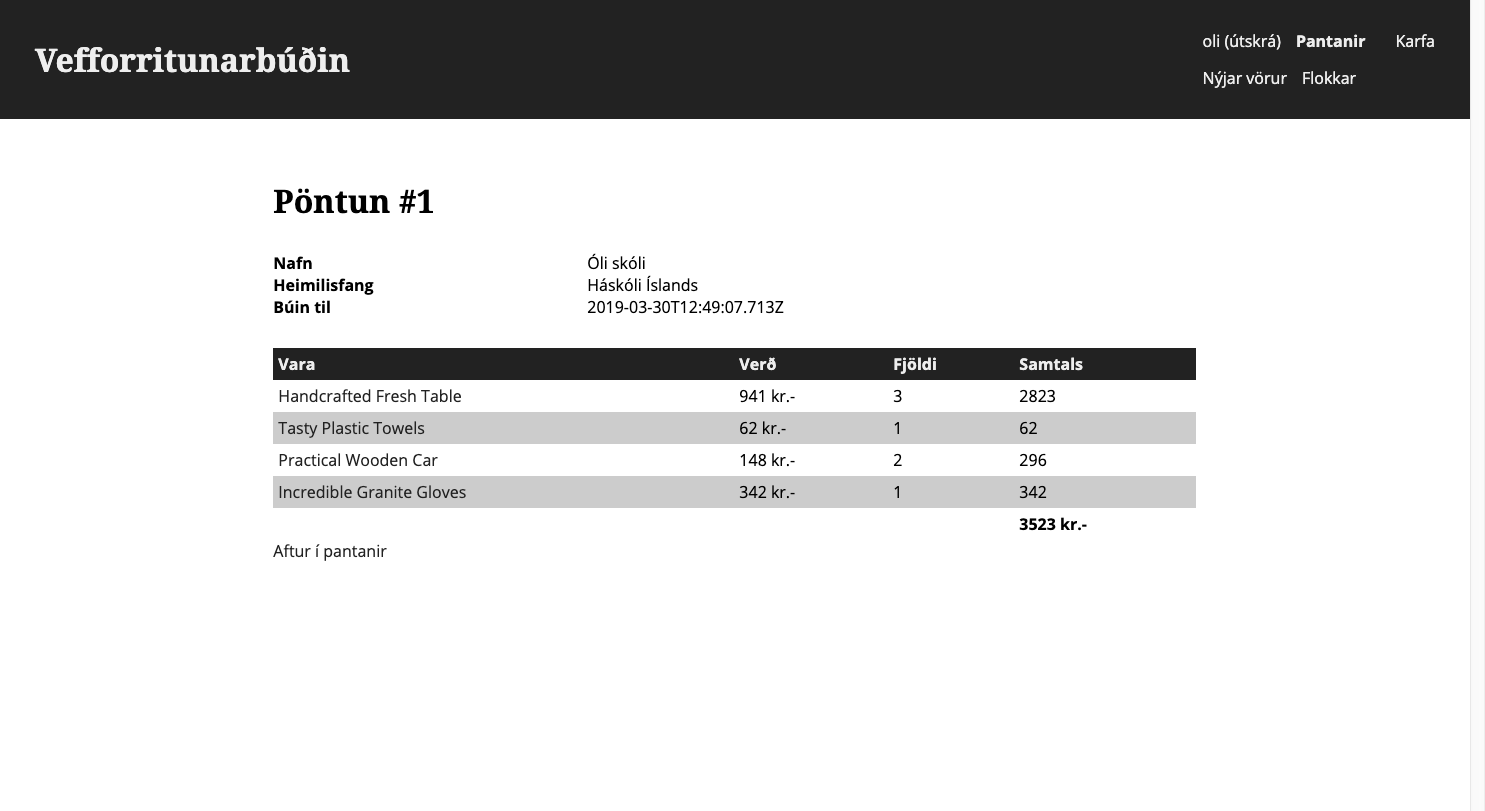 Vefforritunarbúðin
oli (útskrá) Pantanir Karfa
Nýjar vörur Flokkar
Pöntun #1
Nafn Óli skóli
Heimilisfang Háskóli Íslands
Búin til 2019-03-30T12:49:07.713Z
Vara Verð Fjöldi Samtals
Handcrafted Fresh Table 941 kr.- 3 2823
Tasty Plastic Towels 62 kr.- 1 62
Practical Wooden Car 148 kr.- 2 296
Incredible Granite Gloves 342 kr.- 1 342
3523 kr.-
Aftur í pantanir